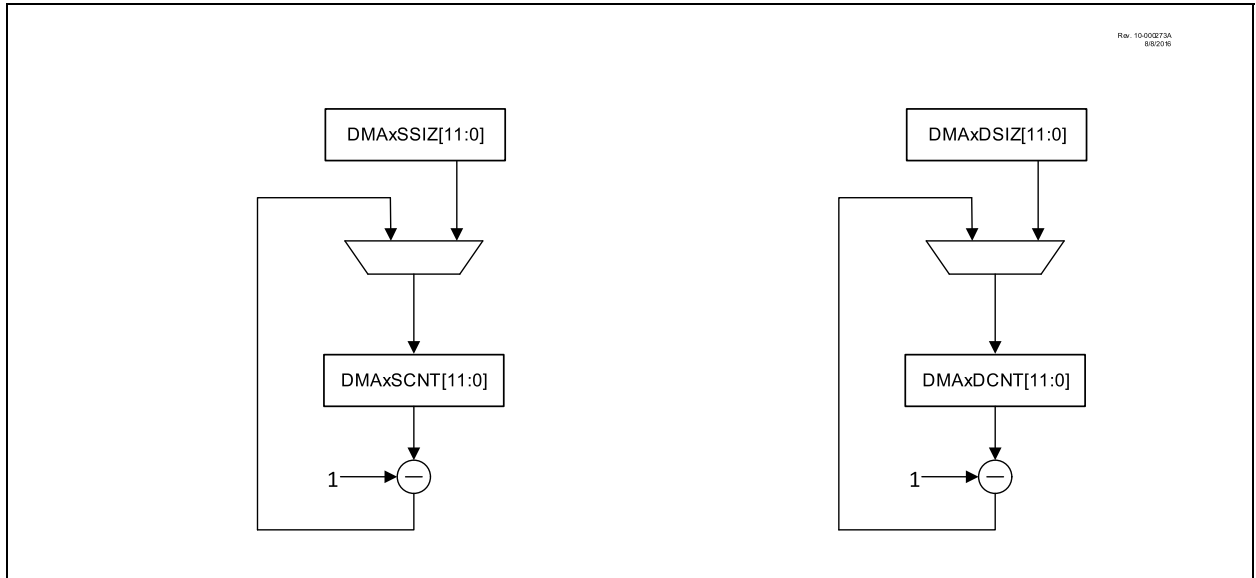 Rev. 10-000273A
8/8/2016
DMAxSSIZ[11:0]
DMAxDSIZ[11:0]
DMAxSCNT[11:0]
DMAxDCNT[11:0]
1
—
1
—